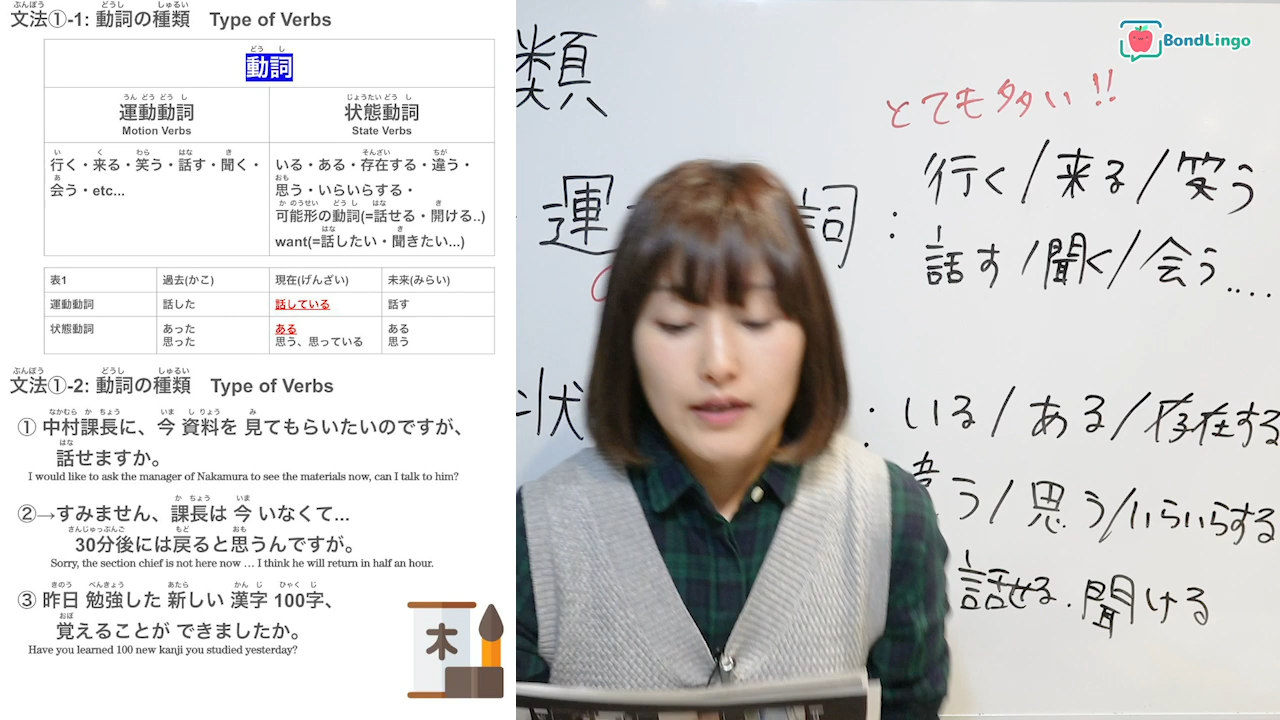 文法①-1: 動詞の種類 Type of Verbs
動詞
運動動詞
Motion Verbs
状態動詞
State Verbs
行く・来る・笑う・話す・聞く・
会う・etc...
いる・ある・存在する・違う・
思う・いらいらする・
可能形の動詞(=話せる・開ける..)
want(=話したい・聞きたい...)
表1 過去(かこ) 現在(げんざい) 未来(みらい)
運動動詞 話した 話している 話す
状態動詞 あった ある ある
思った 思う、思っている 思う
文法①-2: 動詞の種類 Type of Verbs
① 中村課長に、今 資料を 見てもらいたいのですが、
話せますか。
I would like to ask the manager of Nakamura to see the materials now, can I talk to him?
②→すみません、課長は 今 いなくて...
30分後には戻ると思うんですが。
Sorry, the section chief is not here now … I think he will return in half an hour.
③ 昨日 勉強した 新しい 漢字 100字、
覚えることが できましたか。
Have you learned 100 new kanji you studied yesterday?
木
BondLingo
類
とても多い!!
運 詞 : 行く/来る/笑う
話す/聞く/会う....
状 : いる/ある/存在する
違う/思う/いらいらする
話せる・聞ける